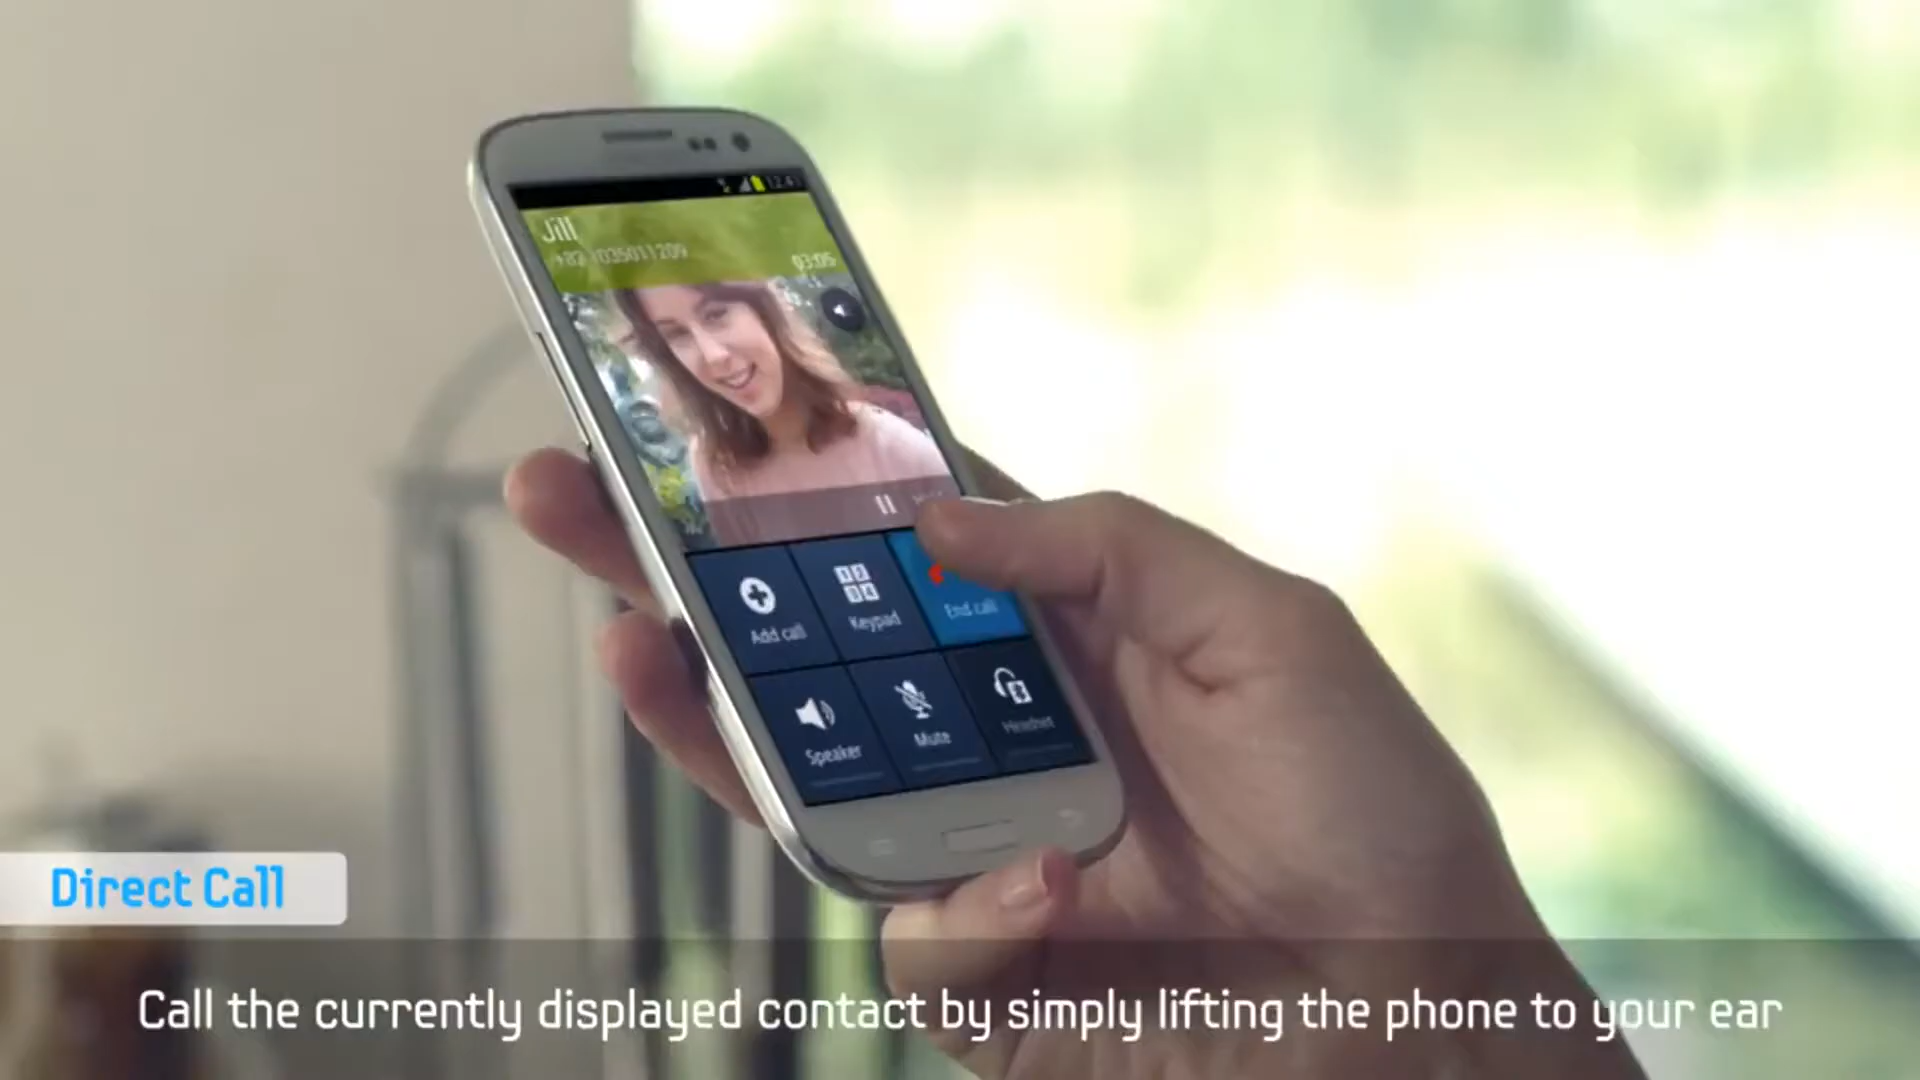 Jill
03:05
Add call
Keypad
End call
Speaker
Mute
Headset
Direct Call
Call the currently displayed contact by simply lifting the phone to your ear